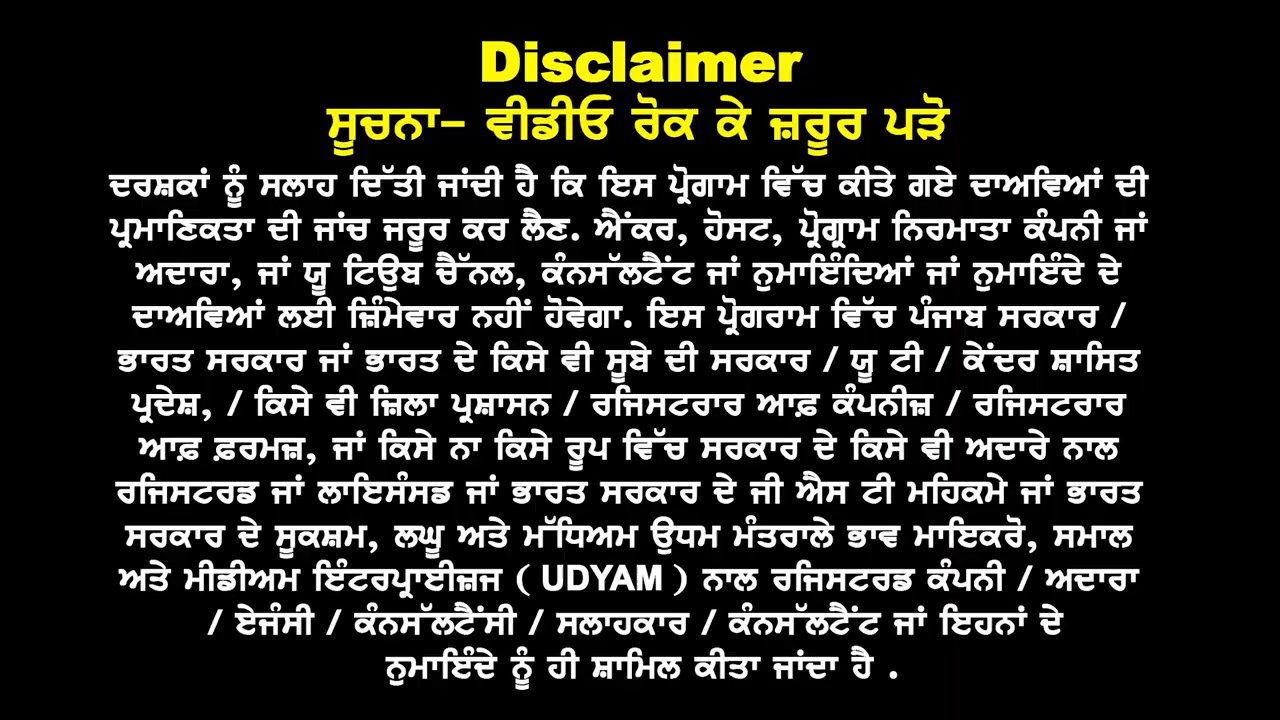 Disclaimer
ਸੂਚਨਾ- ਵੀਡੀਓ ਰੋਕ ਕੇ ਜ਼ਰੂਰ ਪੜੋ
ਦਰਸ਼ਕਾਂ ਨੂੰ ਸਲਾਹ ਦਿੱਤੀ ਜਾਂਦੀ ਹੈ ਕਿ ਇਸ ਪ੍ਰੋਗਾਮ ਵਿੱਚ ਕੀਤੇ ਗਏ ਦਾਅਵਿਆਂ ਦੀ
ਪ੍ਰਮਾਣਿਕਤਾ ਦੀ ਜਾਂਚ ਜਰੂਰ ਕਰ ਲੈਣ. ਐਂਕਰ, ਹੋਸਟ, ਪ੍ਰੋਗ੍ਰਾਮ ਨਿਰਮਾਤਾ ਕੰਪਨੀ ਜਾਂ
ਅਦਾਰਾ, ਜਾਂ ਯੂ ਟਿਉਬ ਚੈੱਨਲ, ਕੰਨਸੱਲਟੈਂਟ ਜਾਂ ਨੁਮਾਇੰਦਿਆਂ ਜਾਂ ਨੁਮਾਇੰਦੇ ਦੇ
ਦਾਅਵਿਆਂ ਲਈ ਜ਼ਿੰਮੇਵਾਰ ਨਹੀਂ ਹੋਵੇਗਾ. ਇਸ ਪ੍ਰੋਗਰਾਮ ਵਿੱਚ ਪੰਜਾਬ ਸਰਕਾਰ /
ਭਾਰਤ ਸਰਕਾਰ ਜਾਂ ਭਾਰਤ ਦੇ ਕਿਸੇ ਵੀ ਸੂਬੇ ਦੀ ਸਰਕਾਰ / ਯੂ ਟੀ / ਕੇਂਦਰ ਸ਼ਾਸਿਤ
ਪ੍ਰਦੇਸ਼, / ਕਿਸੇ ਵੀ ਜ਼ਿਲਾ ਪ੍ਰਸ਼ਾਸਨ / ਰਜਿਸਟਰਾਰ ਆਫ਼ ਕੰਪਨੀਜ਼ / ਰਜਿਸਟਰਾਰ
ਆਫ਼ ਫ਼ਰਮਜ਼, ਜਾਂ ਕਿਸੇ ਨਾ ਕਿਸੇ ਰੂਪ ਵਿੱਚ ਸਰਕਾਰ ਦੇ ਕਿਸੇ ਵੀ ਅਦਾਰੇ ਨਾਲ
ਰਜਿਸਟਰਡ ਜਾਂ ਲਾਇਸੰਸਡ ਜਾਂ ਭਾਰਤ ਸਰਕਾਰ ਦੇ ਜੀ ਐਸ ਟੀ ਮਹਿਕਮੇ ਜਾਂ ਭਾਰਤ
ਸਰਕਾਰ ਦੇ ਸੂਕਸ਼ਮ, ਲਘੂ ਅਤੇ ਮੱਧਿਅਮ ਉਧਮ ਮੰਤਰਾਲੇ ਭਾਵ ਮਾਇਕਰੋ, ਸਮਾਲ
ਅਤੇ ਮੀਡੀਅਮ ਇੰਟਰਪ੍ਰਾਈਜ਼ਜ ( UDYAM ) ਨਾਲ ਰਜਿਸਟਰਡ ਕੰਪਨੀ / ਅਦਾਰਾ
/ ਏਜੰਸੀ / ਕੰਨਸੱਲਟੈਂਸੀ / ਸਲਾਹਕਾਰ / ਕੰਨਸੱਲਟੈਂਟ ਜਾਂ ਇਹਨਾਂ ਦੇ
ਨੁਮਾਇੰਦੇ ਨੂੰ ਹੀ ਸ਼ਾਮਿਲ ਕੀਤਾ ਜਾਂਦਾ ਹੈ .